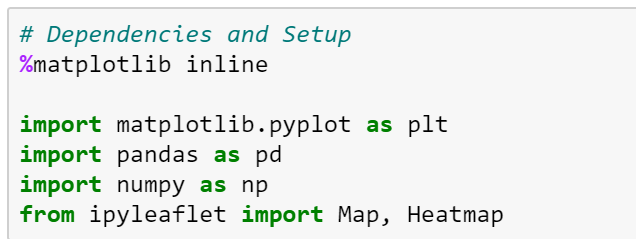 # Dependencies and Setup
%matplotlib inline
import matplotlib.pyplot as plt
import pandas as pd
import numpy as np
from ipyleaflet import Map, Heatmap